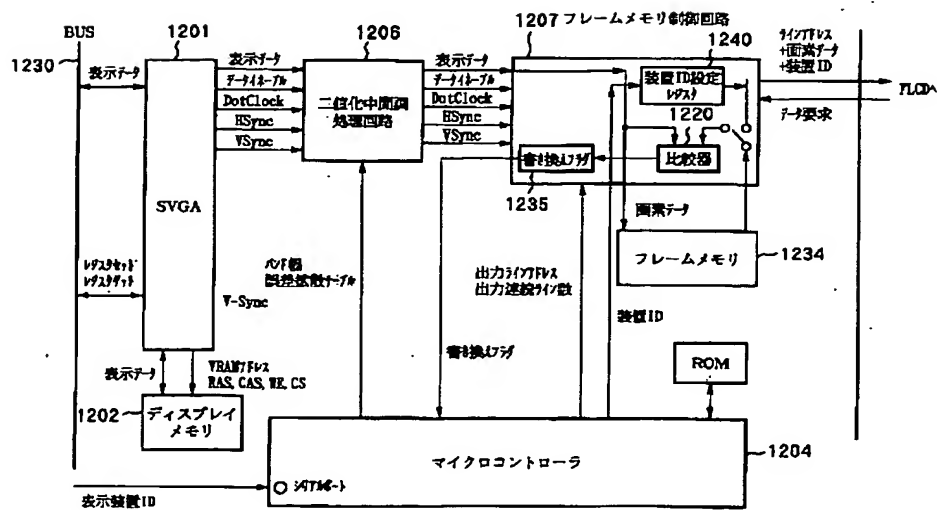 BUS
1230
表示データ
1201
SVGA
レジスタセット
レジスタゲット
V-Sync
表示データ
VRAMアドレス
RAS, CAS, WE, CS
1202
ディスプレイ
メモリ
表示データ
データイネーブル
DotClock
HSync
VSync
1206
二値化中間調
処理回路
バンド幅
誤差拡散テーブル
表示データ
データイネーブル
DotClock
HSync
VSync
1207 フレームメモリ制御回路
1240
装置ID設定
レジスタ
1220
比較器
書き換えフラグ
1235
画素データ
フレームメモリ
1234
ラインアドレス
+画素データ
+装置ID
FLCDへ
データ要求
出力ラインアドレス
出力連続ライン数
装置ID
書き換えフラグ
ROM
マイクロコントローラ
1204
シリアルポート
表示装置ID